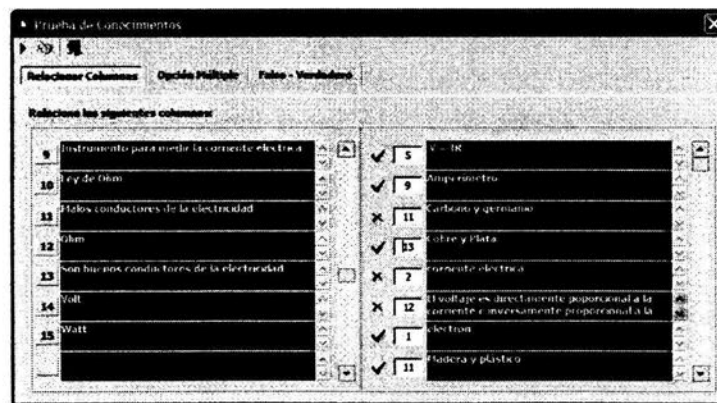 Prueba de Conocimientos
Relacionar Columnas
Opción Múltiple
Falso - Verdadero
Relacione las siguientes columnas:
9 Instrumento para medir la corriente electrica
10 Ley de Ohm
11 Malos conductores de la electricidad
12 Ohm
13 Son buenos conductores de la electricidad
14 Volt
15 Watt
5 V = IR
9 Amperimetro
11 Carbono y germanio
13 Cobre y Plata
2 corriente electrica
12 El voltaje es directamente poporcional a la
corriente e inversamente proporcional a la
1 electron
11 Madera y plástico